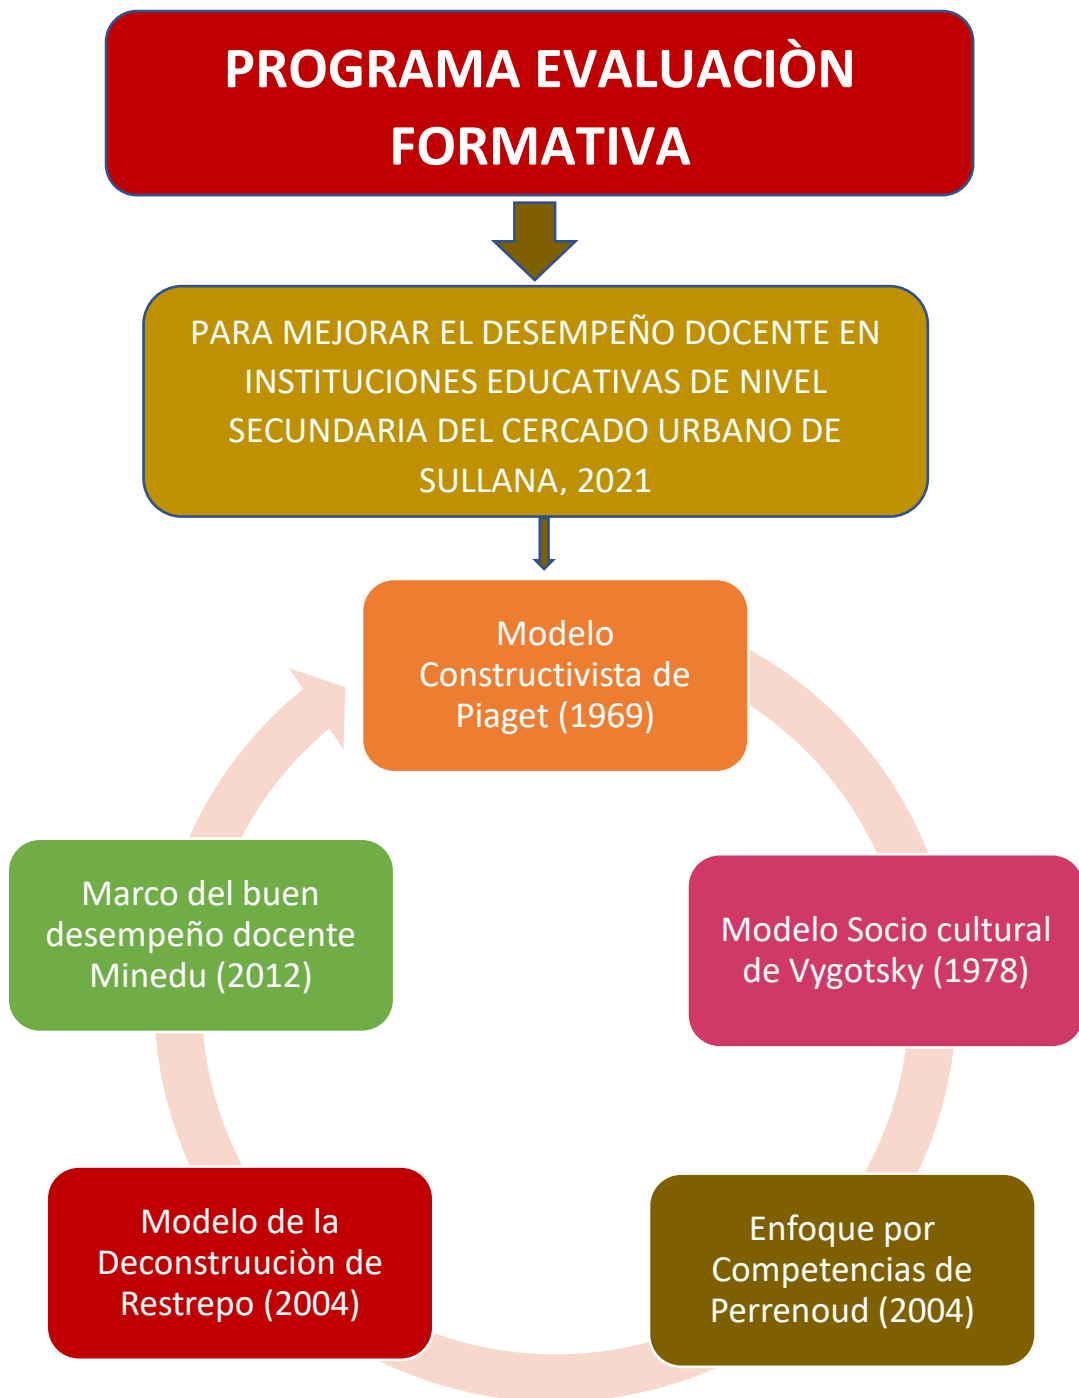 PROGRAMA EVALUACIÒN
FORMATIVA
PARA MEJORAR EL DESEMPEÑO DOCENTE EN
INSTITUCIONES EDUCATIVAS DE NIVEL
SECUNDARIA DEL CERCADO URBANO DE
SULLANA, 2021
Modelo
Constructivista de
Piaget (1969)
Modelo Socio cultural
de Vygotsky (1978)
Enfoque por
Competencias de
Perrenoud (2004)
Modelo de la
Deconstruuciòn de
Restrepo (2004)
Marco del buen
desempeño docente
Minedu (2012)